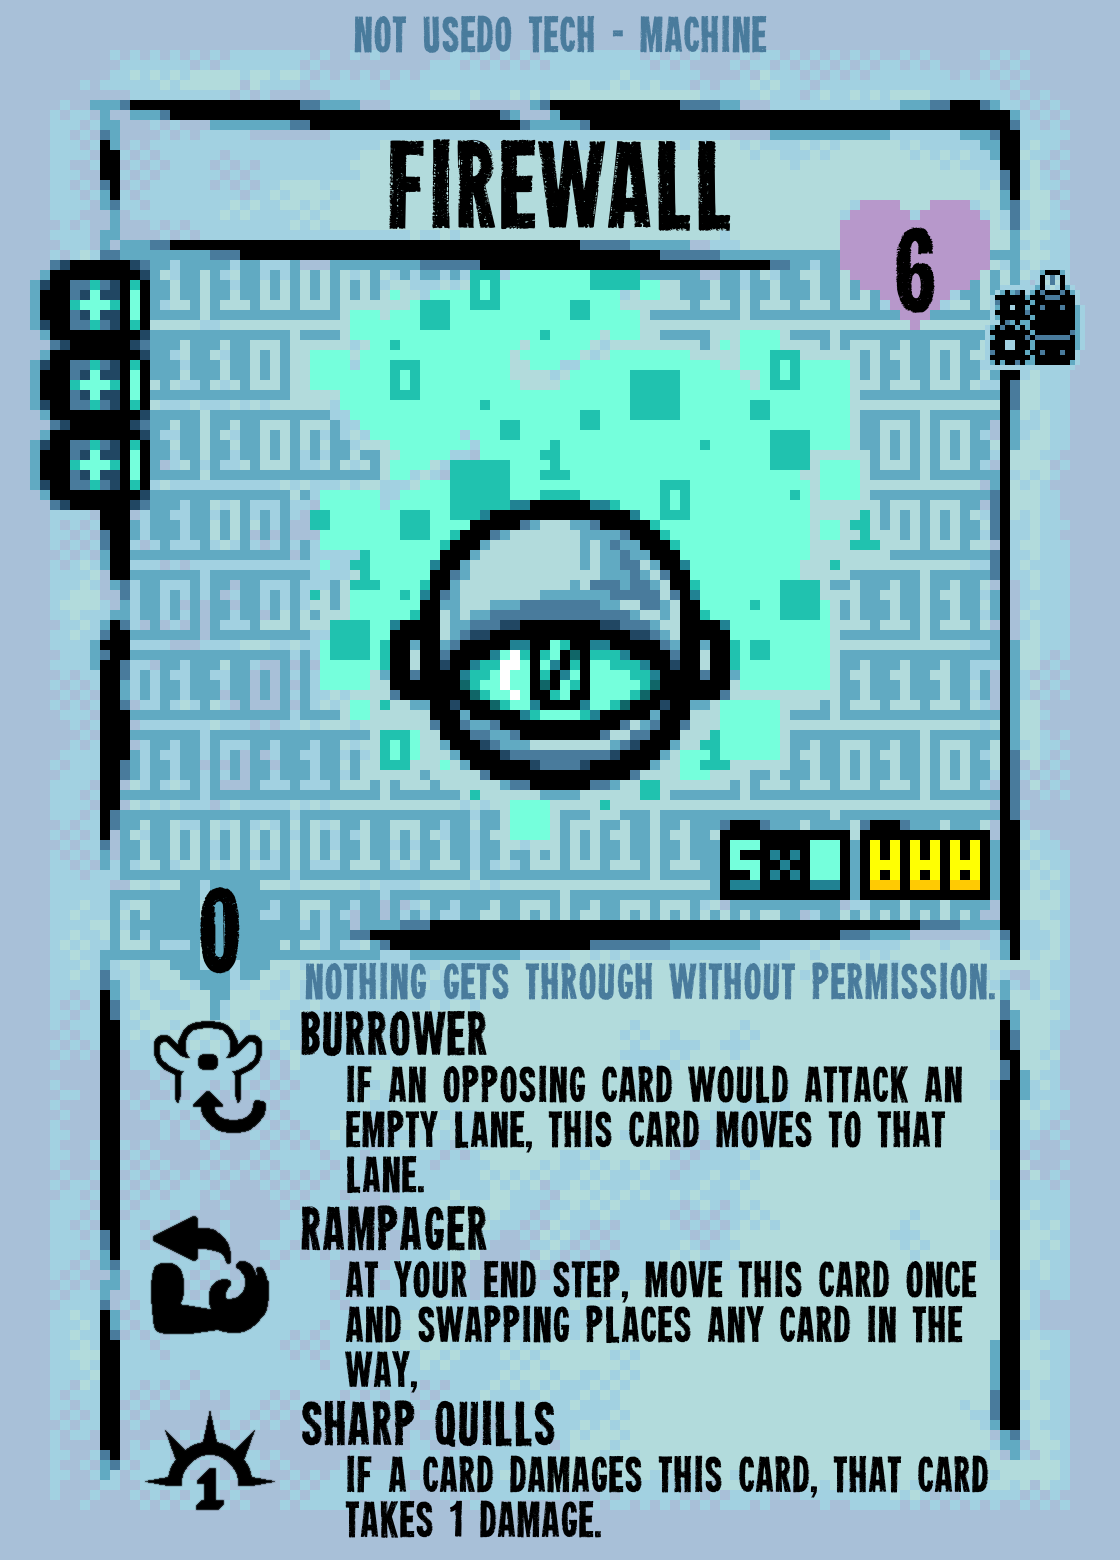 NOT USEDO TECH - MACHINE
FIREWALL
6
5X
0
NOTHING GETS THROUGH WITHOUT PERMISSION.
BURROWER
IF AN OPPOSING CARD WOULD ATTACK AN
EMPTY LANE, THIS CARD MOVES TO THAT
LANE.
RAMPAGER
AT YOUR END STEP, MOVE THIS CARD ONCE
AND SWAPPING PLACES ANY CARD IN THE
WAY,
SHARP QUILLS
1
IF A CARD DAMAGES THIS CARD, THAT CARD
TAKES 1 DAMAGE.